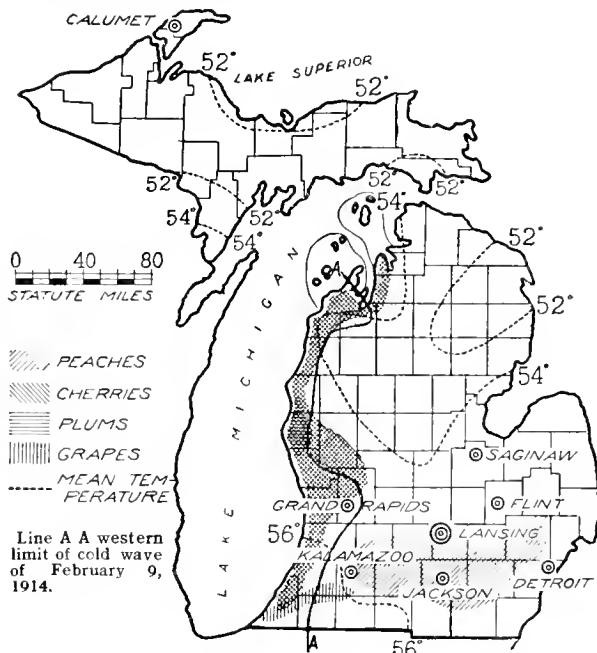 CALUMET
52°
LAKE SUPERIOR
52°
52°
52°
52°
52°
54°
54°
54°
52°
A
0 40 80
STATUTE MILES
52°
54°
LAKE MICHIGAN
PEACHES
CHERRIES
PLUMS
GRAPES
MEAN TEM-
PERATURE
SAGINAW
GRAND RAPIDS
FLINT
56°
LANSING
KALAMAZOO
JACKSON
DETROIT
Line A A western
limit of cold wave
of February 9,
1914.
A
56°